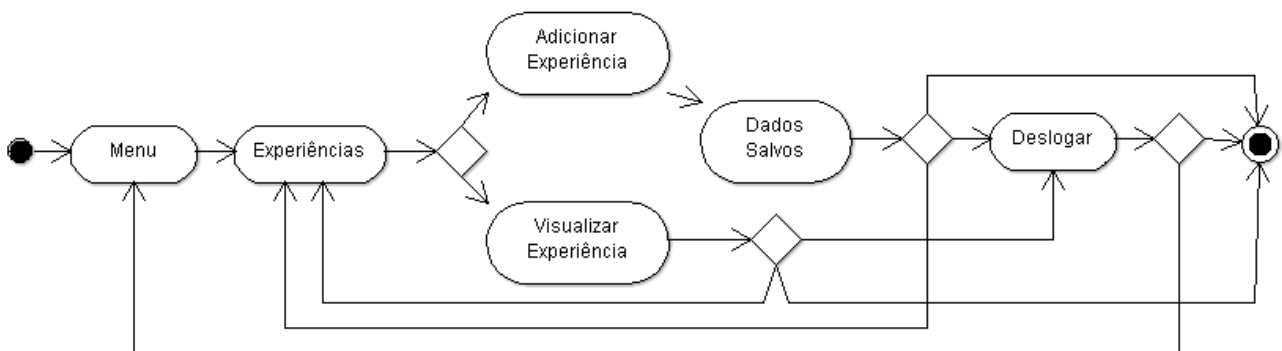 Adicionar
Experiência
Menu
Experiências
Dados
Salvos
Deslogar
Visualizar
Experiência